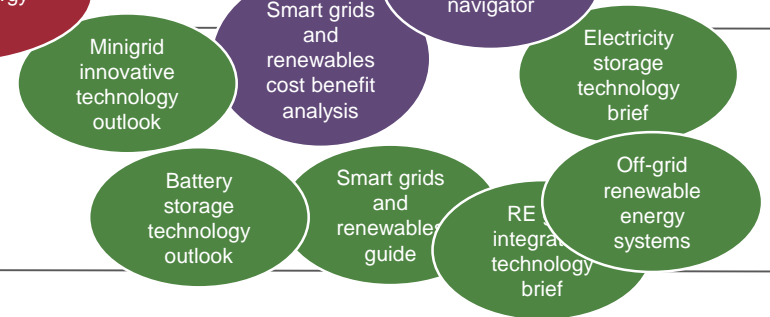 Smart grids
and
renewables
cost benefit
analysis
navigator
Minigrid
innovative
technology
outlook
Electricity
storage
technology
brief
Battery
storage
technology
outlook
Smart grids
and
renewables
guide
RE
technology
brief
Off-grid
renewable
energy
systems